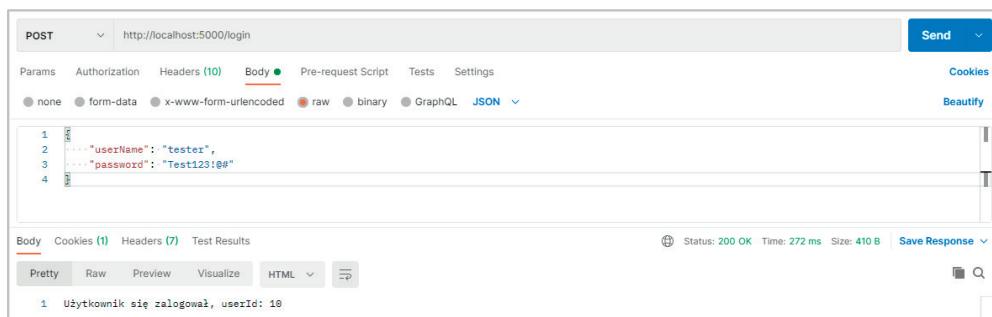 POST http://localhost:5000/login Send
Params Authorization Headers (10) Body Pre-request Script Tests Settings Cookies
none form-data x-www-form-urlencoded raw binary GraphQL JSON Beautify
1 {
2 ····"userName":·"tester",
3 ····"password":·"Test123!@#"
4 }
Body Cookies (1) Headers (7) Test Results Status: 200 OK Time: 272 ms Size: 410 B Save Response
Pretty Raw Preview Visualize HTML
1 Użytkownik się zalogował, userId: 10